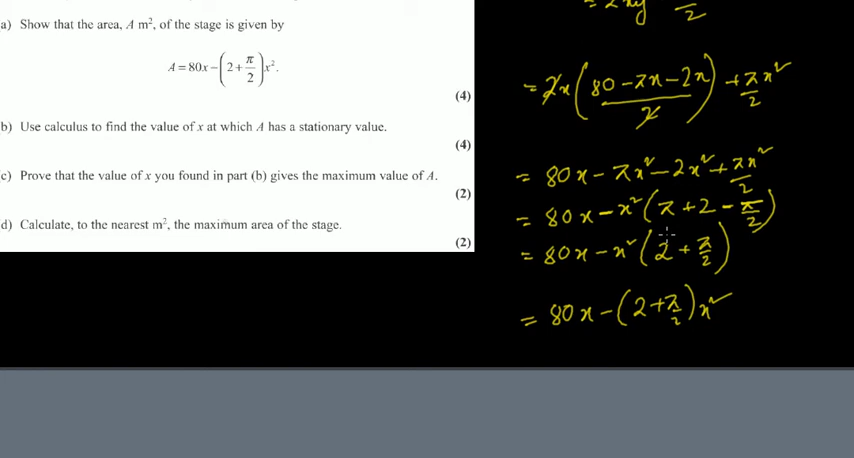 a) Show that the area, A m², of the stage is given by
A = 80x − (2 + π/2)x².
(4)
b) Use calculus to find the value of x at which A has a stationary value.
(4)
c) Prove that the value of x you found in part (b) gives the maximum value of A.
(2)
d) Calculate, to the nearest m², the maximum area of the stage.
(2)
= 2x((80 − πx − 2x)/2) + πx²/2
= 80x − πx² − 2x² + πx²/2
= 80x − x²(π + 2 − π/2)
= 80x − x²(2 + π/2)
= 80x − (2 + π/2)x²